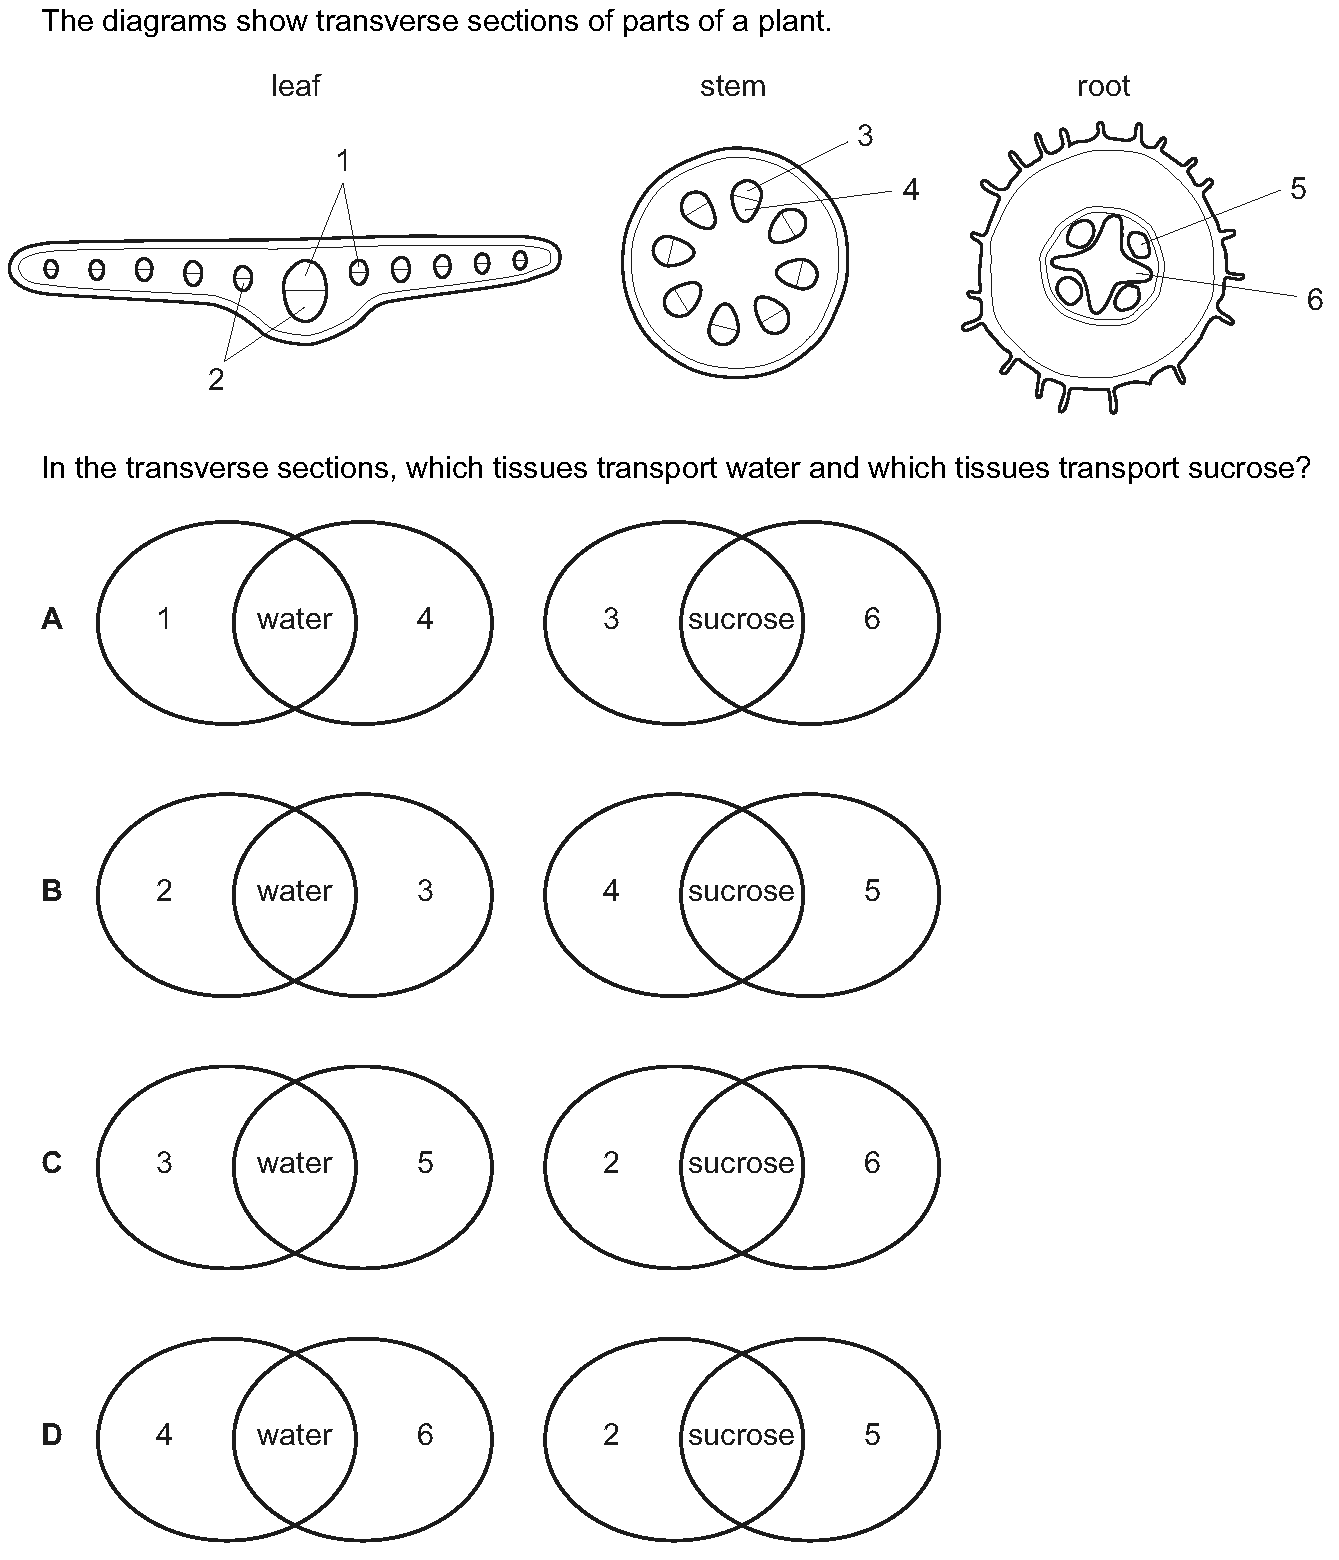 The diagrams show transverse sections of parts of a plant.
leaf
stem
root
1
2
3
4
5
6
In the transverse sections, which tissues transport water and which tissues transport sucrose?
A 1 water 4 3 sucrose 6
B 2 water 3 4 sucrose 5
C 3 water 5 2 sucrose 6
D 4 water 6 2 sucrose 5